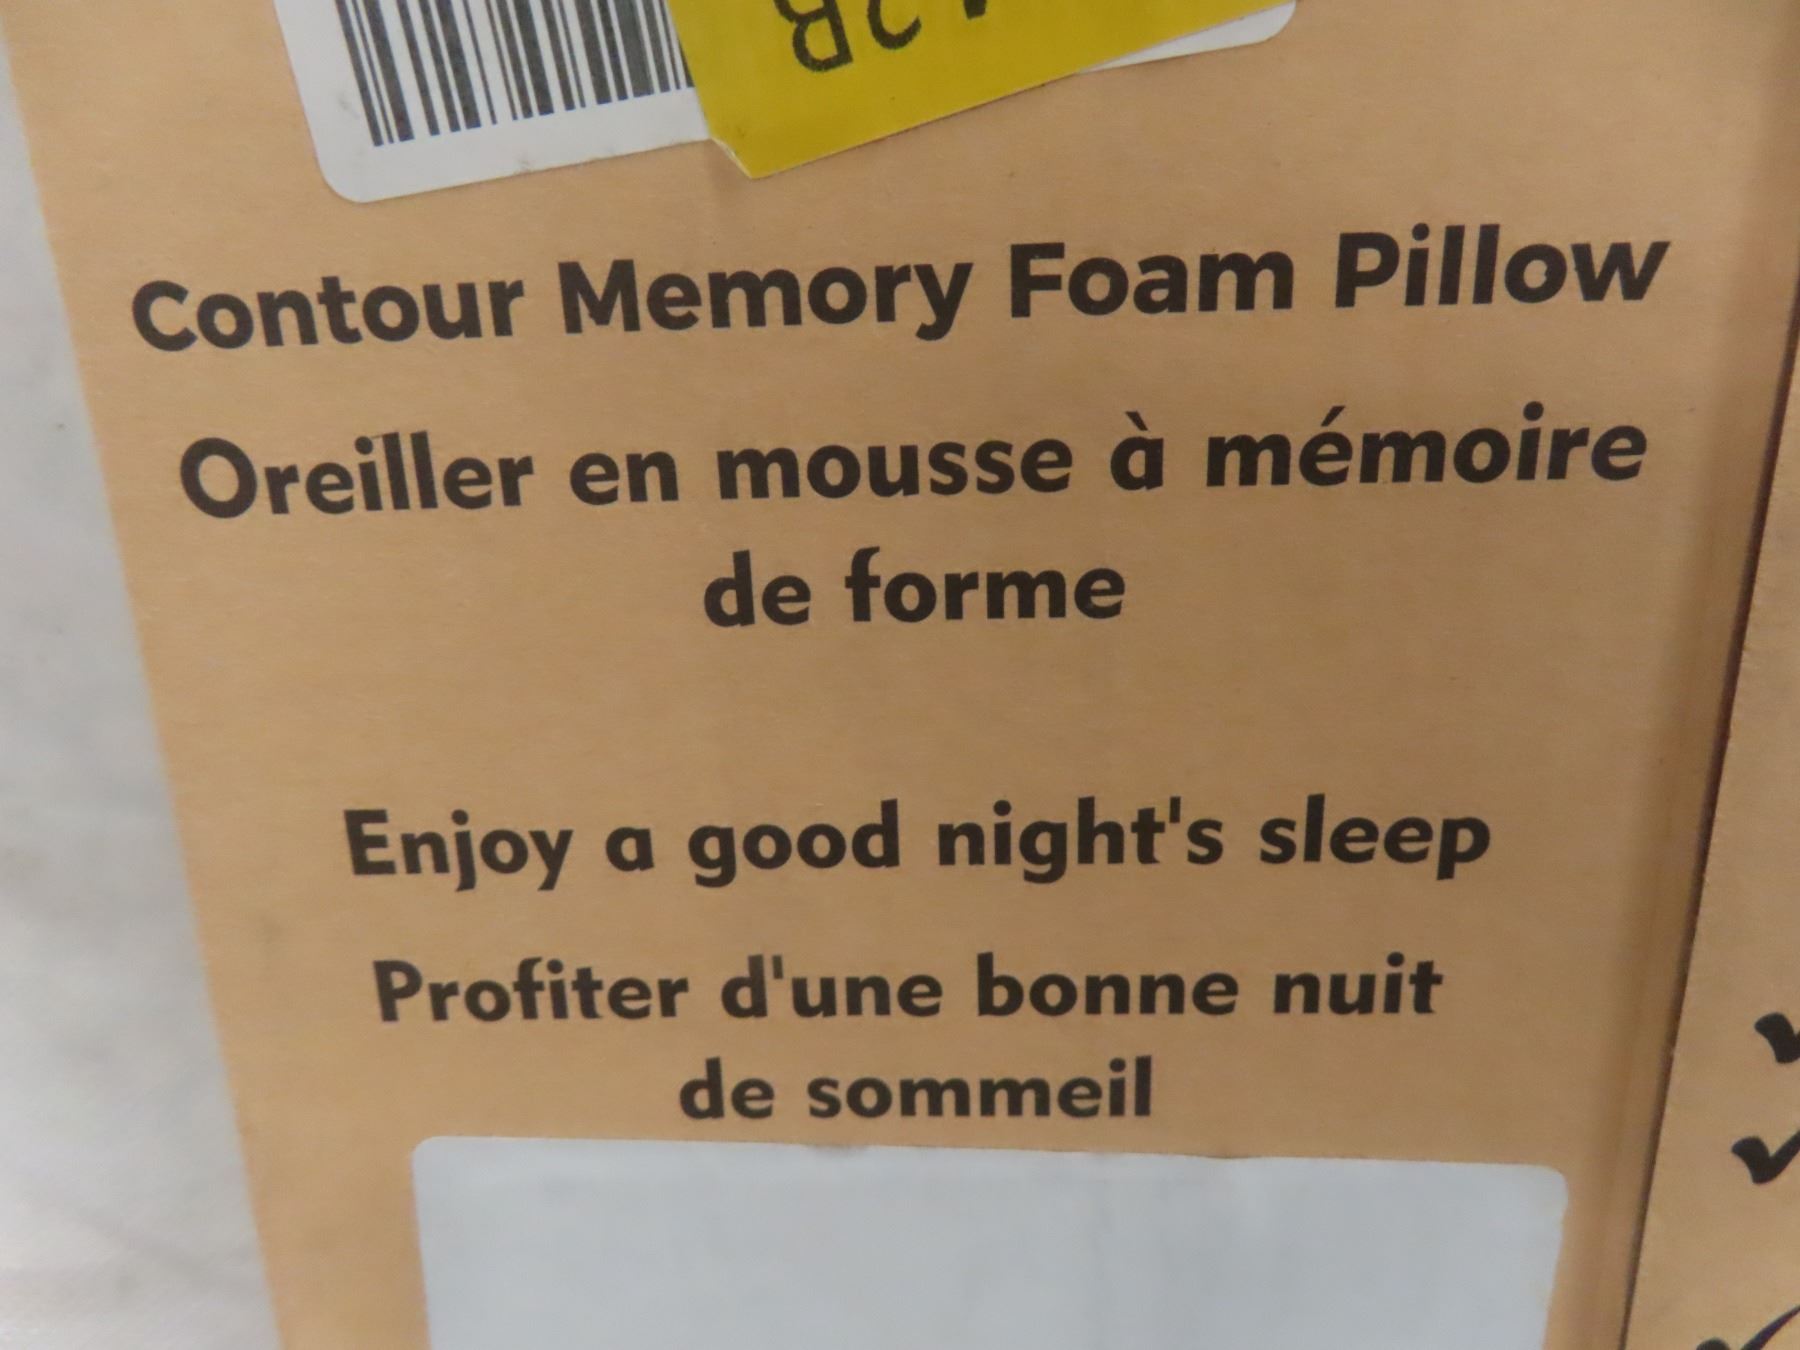 Contour Memory Foam Pillow
Oreiller en mousse à mémoire
de forme
Enjoy a good night's sleep
Profiter d'une bonne nuit
de sommeil